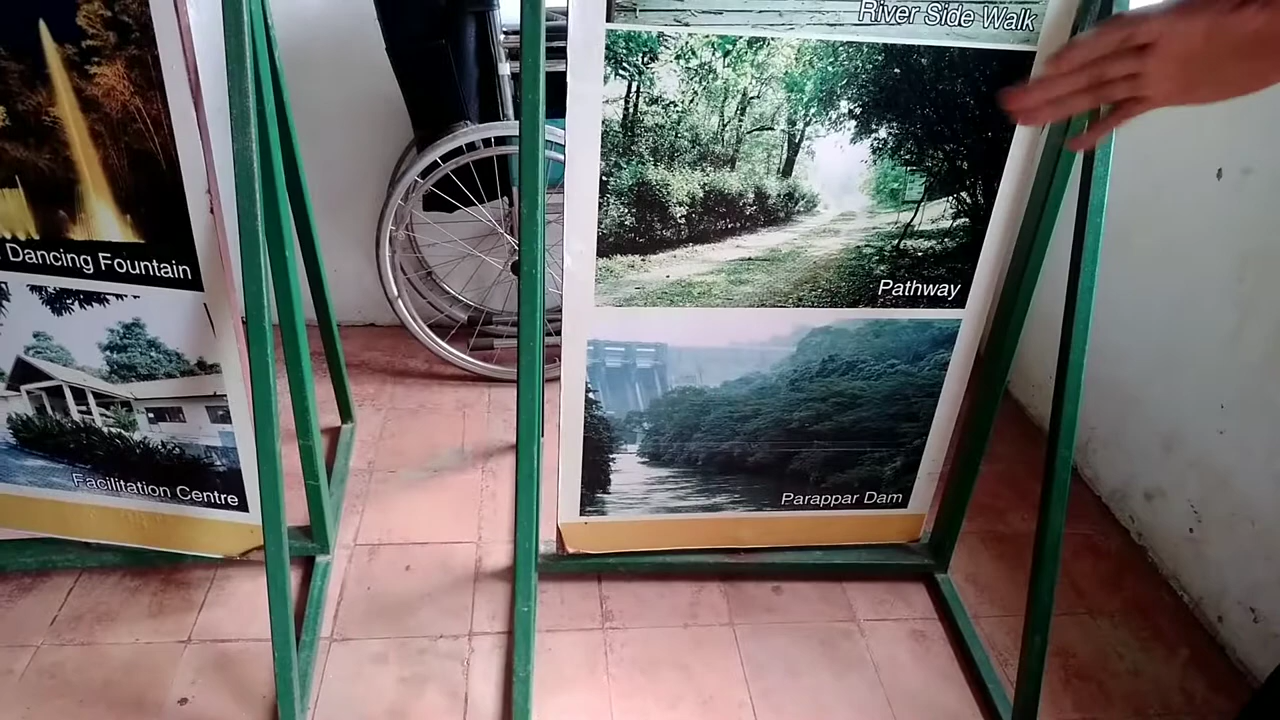 Dancing Fountain
Facilitation Centre
River Side Walk
Pathway
Parappar Dam